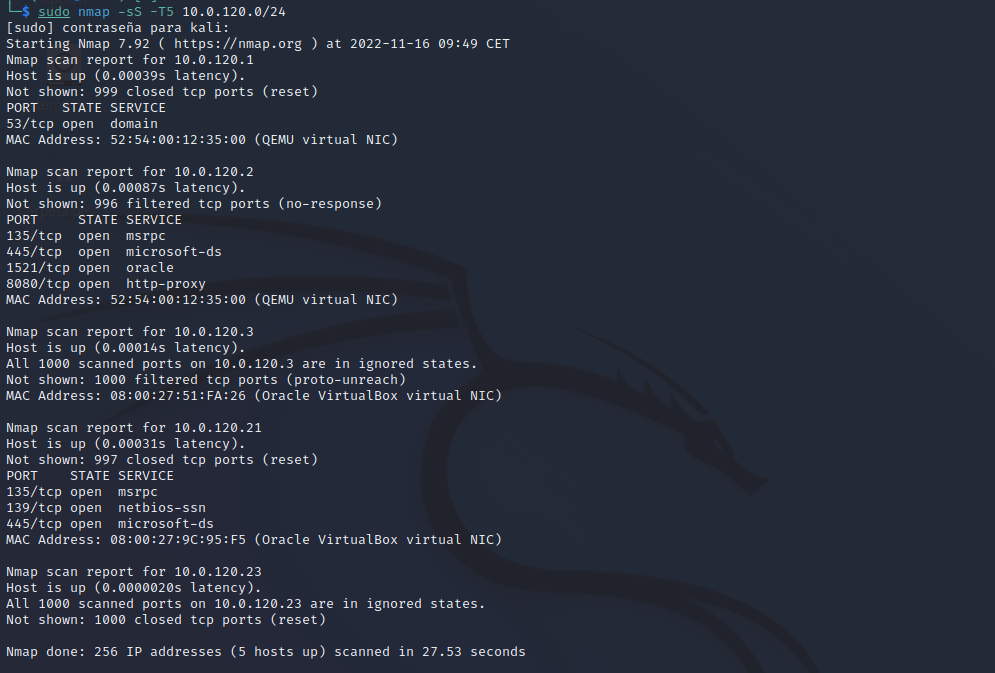 └─$ sudo nmap -sS -T5 10.0.120.0/24
[sudo] contraseña para kali:
Starting Nmap 7.92 ( https://nmap.org ) at 2022-11-16 09:49 CET
Nmap scan report for 10.0.120.1
Host is up (0.00039s latency).
Not shown: 999 closed tcp ports (reset)
PORT   STATE SERVICE
53/tcp open  domain
MAC Address: 52:54:00:12:35:00 (QEMU virtual NIC)

Nmap scan report for 10.0.120.2
Host is up (0.00087s latency).
Not shown: 996 filtered tcp ports (no-response)
PORT     STATE SERVICE
135/tcp  open  msrpc
445/tcp  open  microsoft-ds
1521/tcp open  oracle
8080/tcp open  http-proxy
MAC Address: 52:54:00:12:35:00 (QEMU virtual NIC)

Nmap scan report for 10.0.120.3
Host is up (0.00014s latency).
All 1000 scanned ports on 10.0.120.3 are in ignored states.
Not shown: 1000 filtered tcp ports (proto-unreach)
MAC Address: 08:00:27:51:FA:26 (Oracle VirtualBox virtual NIC)

Nmap scan report for 10.0.120.21
Host is up (0.00031s latency).
Not shown: 997 closed tcp ports (reset)
PORT    STATE SERVICE
135/tcp open  msrpc
139/tcp open  netbios-ssn
445/tcp open  microsoft-ds
MAC Address: 08:00:27:9C:95:F5 (Oracle VirtualBox virtual NIC)

Nmap scan report for 10.0.120.23
Host is up (0.0000020s latency).
All 1000 scanned ports on 10.0.120.23 are in ignored states.
Not shown: 1000 closed tcp ports (reset)

Nmap done: 256 IP addresses (5 hosts up) scanned in 27.53 seconds